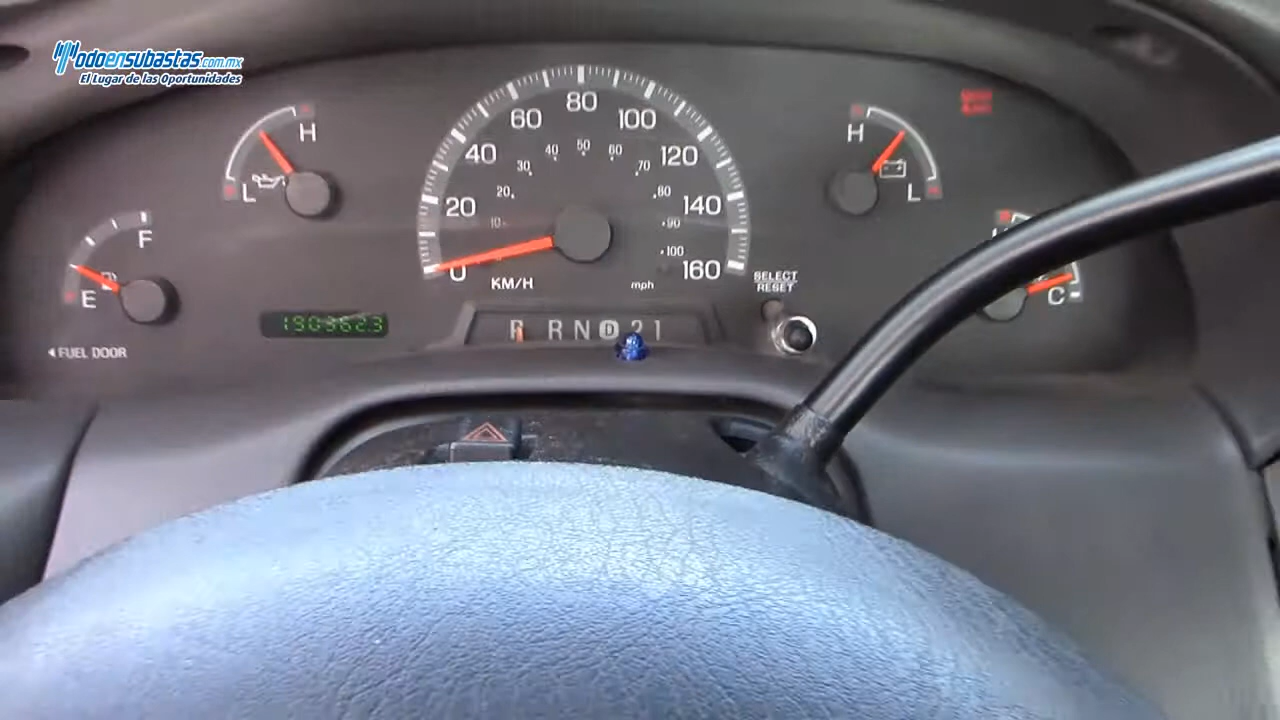 todoensubastas.com.mx
El Lugar de las Oportunidades
H
L
F
E
FUEL DOOR
1903623
0
20
40
60
80
100
120
140
160
10
20
30
40
50
60
70
80
90
100
KM/H
mph
P R N D 2 1
SELECT
RESET
H
L
C